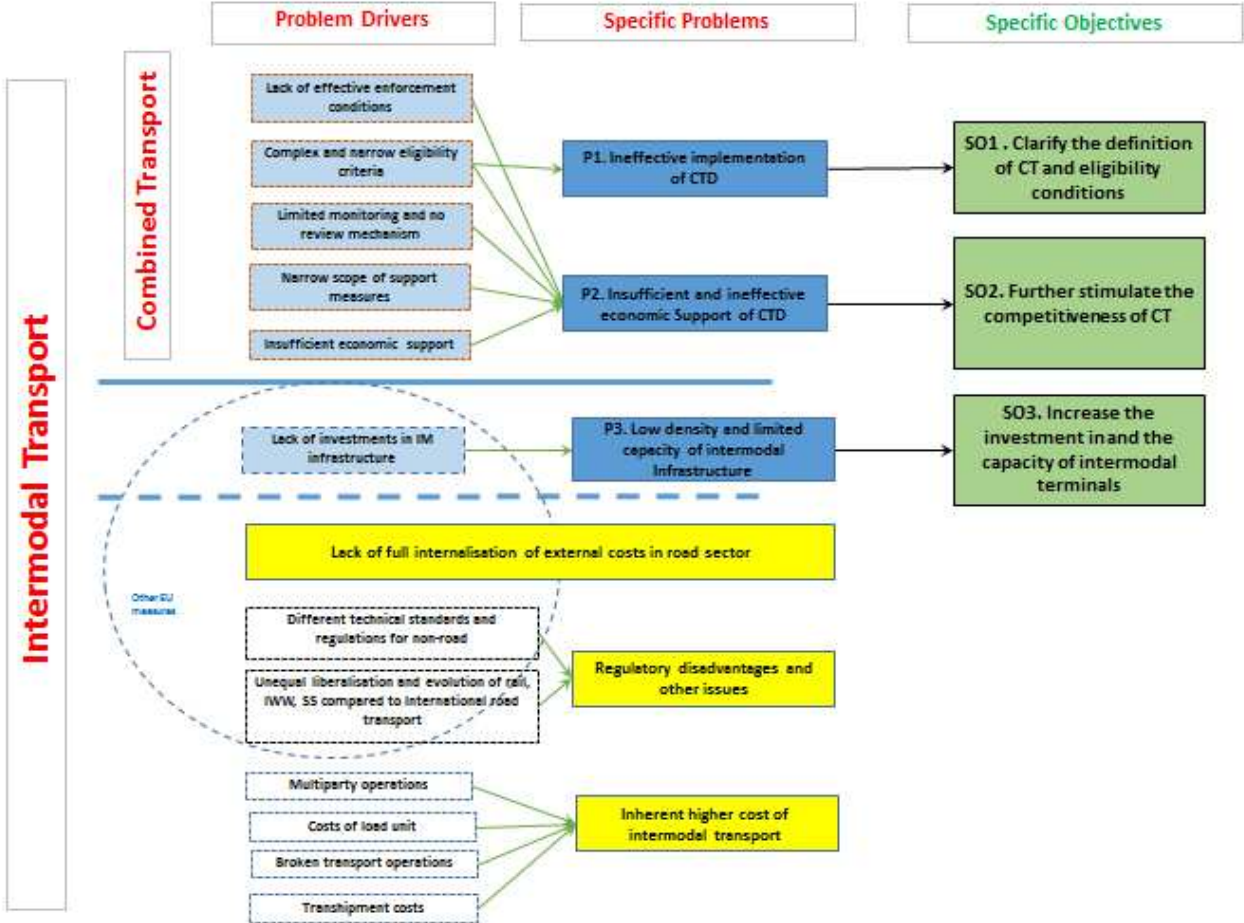 Problem Drivers
Specific Problems
Specific Objectives
Intermodal Transport
Combined Transport
Lack of effective enforcement
conditions
Complex and narrow eligibility
criteria
Limited monitoring and no
review mechanism
Narrow scope of support
measures
Insufficient economic support
P1. Ineffective implementation
of CTD
P2. Insufficient and ineffective
economic Support of CTD
SO1. Clarify the definition
of CT and eligibility
conditions
SO2. Further stimulate the
competitiveness of CT
Lack of investments in IM
infrastructure
P3. Low density and limited
capacity of intermodal
Infrastructure
SO3. Increase the
investment in and the
capacity of intermodal
terminals
Lack of full internalisation of external costs in road sector
Other EU
measures
Different technical standards and
regulations for non-road
Unequal liberalisation and evolution of rail,
IWW, SS compared to International road
transport
Regulatory disadvantages and
other issues
Multiparty operations
Costs of load unit
Broken transport operations
Transhipment costs
Inherent higher cost of
intermodal transport